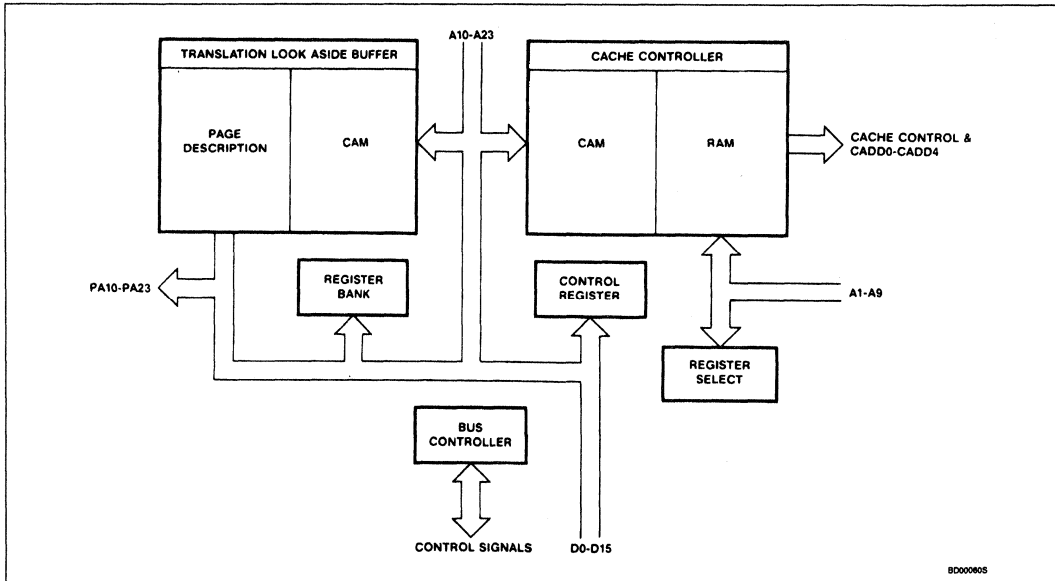 A10-A23
TRANSLATION LOOK ASIDE BUFFER
PAGE
DESCRIPTION
CAM
CACHE CONTROLLER
CAM
RAM
CACHE CONTROL &
CADD0-CADD4
PA10-PA23
REGISTER
BANK
CONTROL
REGISTER
A1-A9
REGISTER
SELECT
BUS
CONTROLLER
CONTROL SIGNALS
D0-D15
BD00060S